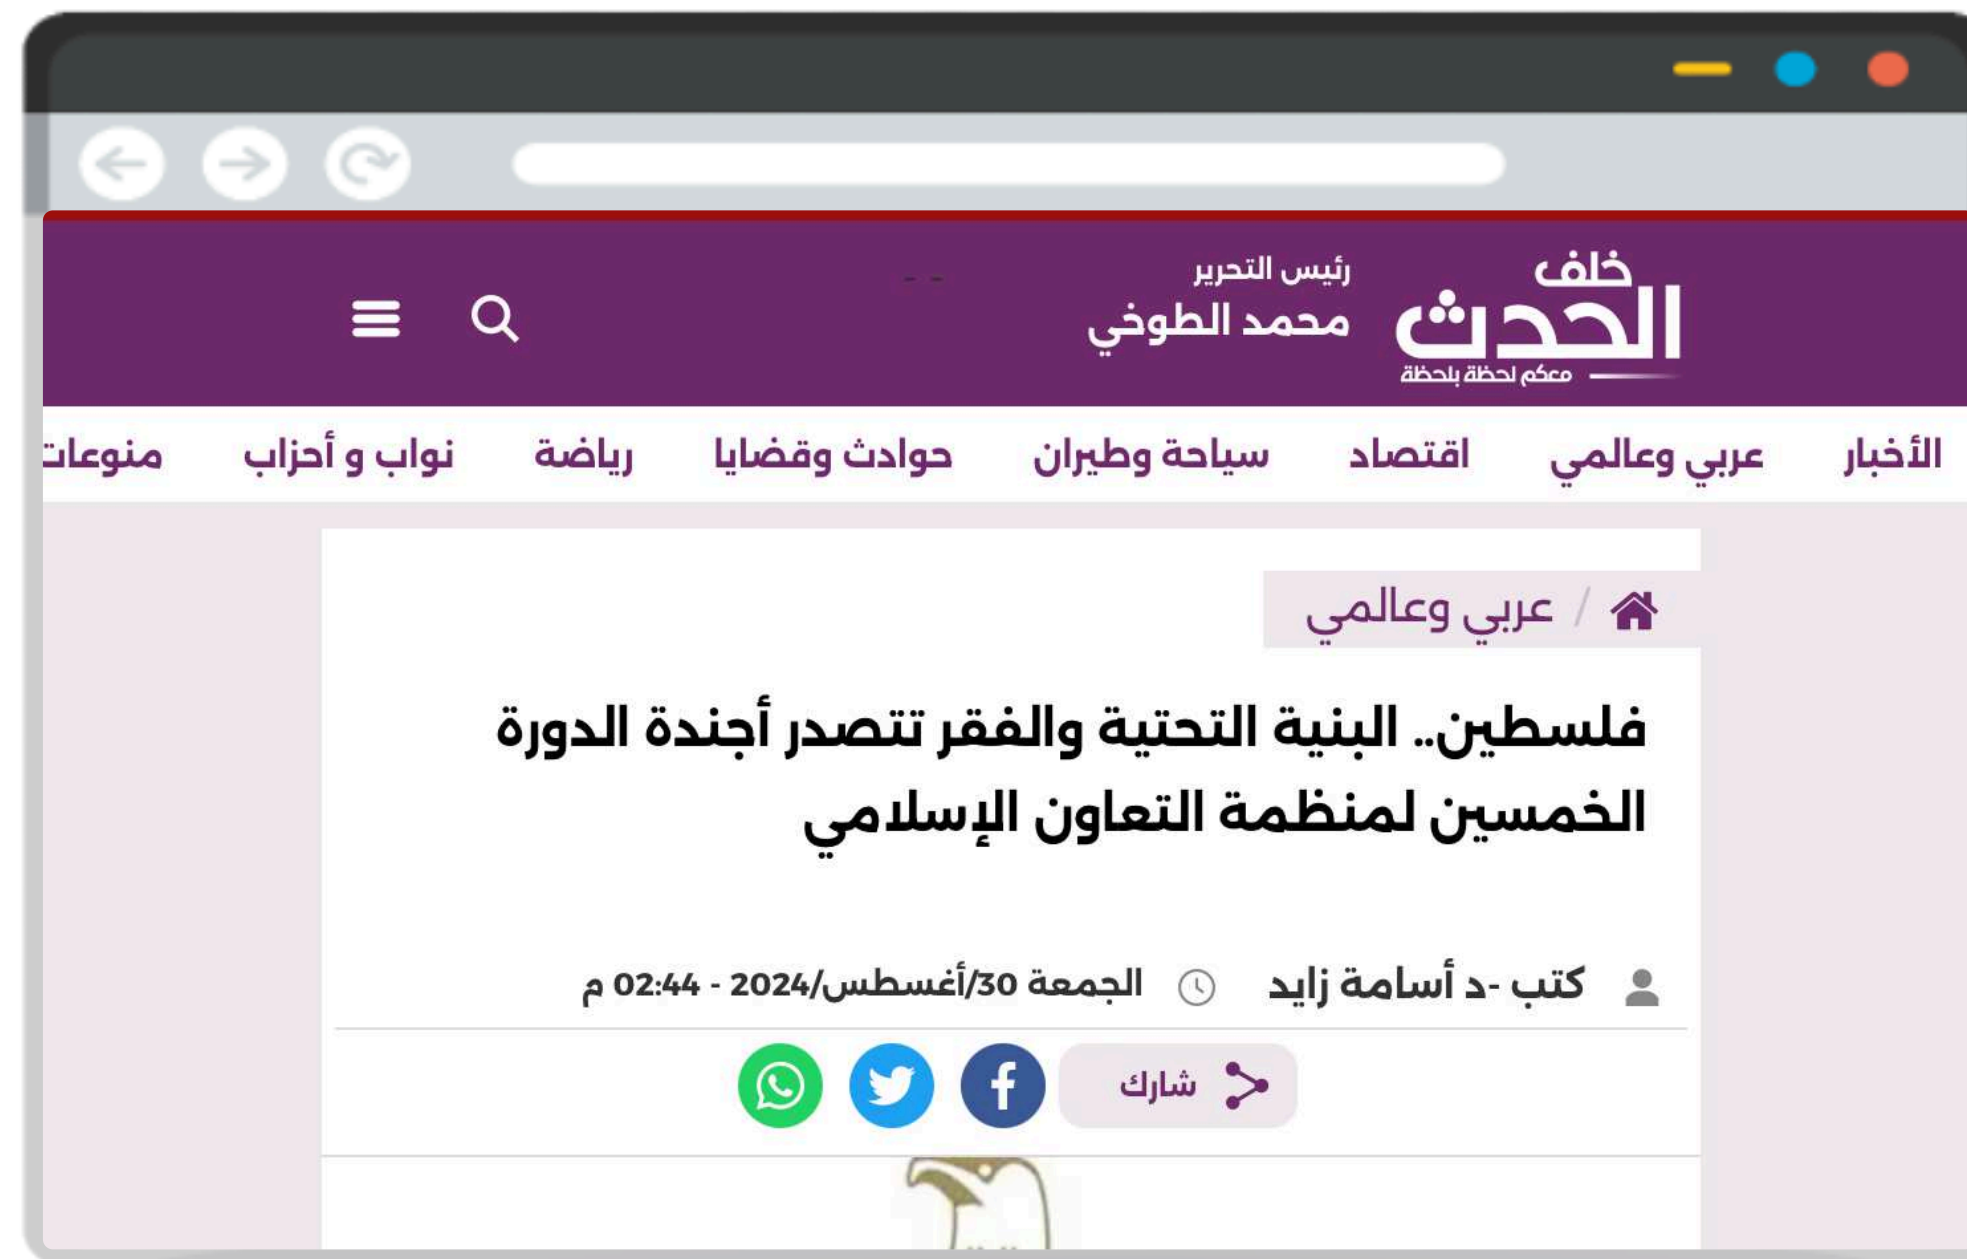 خلف
الحدث
معكم لحظة بلحظة
رئيس التحرير
محمد الطوخي
الأخبار عربي وعالمي اقتصاد سياحة وطيران حوادث وقضايا رياضة نواب و أحزاب منوعات
/ عربي وعالمي
فلسطين.. البنية التحتية والفقر تتصدر أجندة الدورة
الخمسين لمنظمة التعاون الإسلامي
كتب -د أسامة زايد الجمعة 30/أغسطس/2024 - 02:44 م
شارك